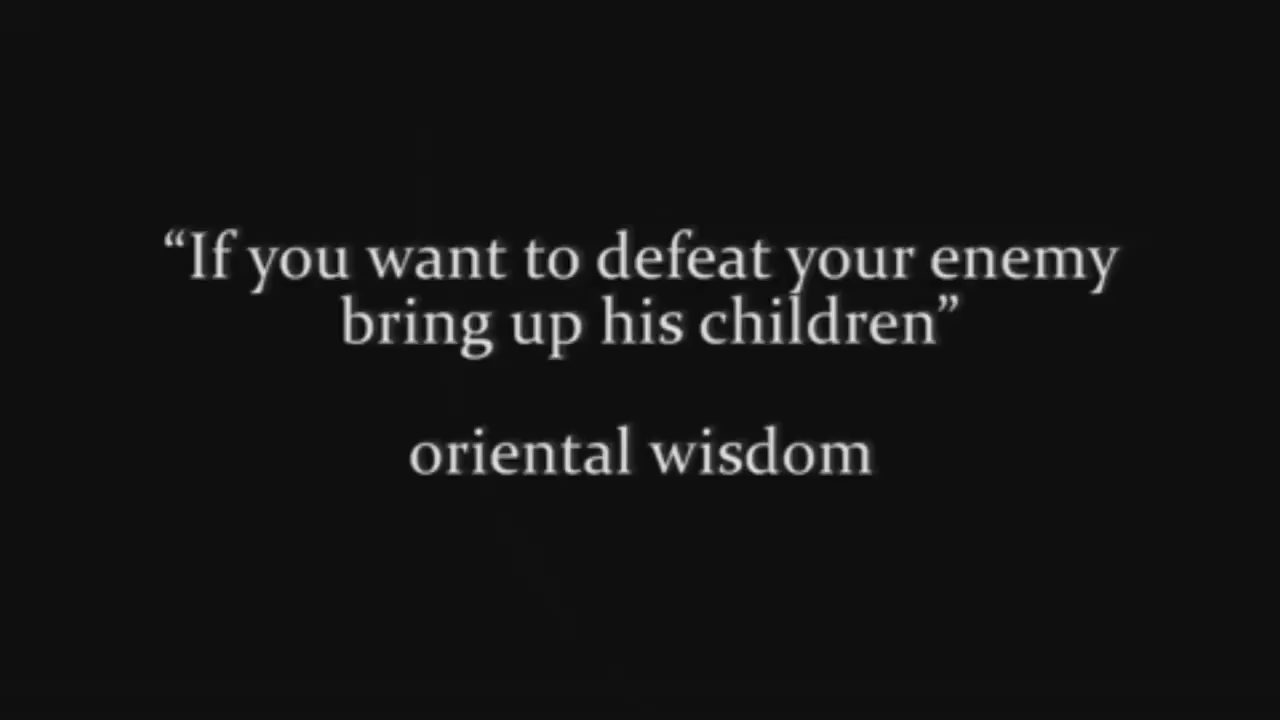 “If you want to defeat your enemy
bring up his children”
oriental wisdom